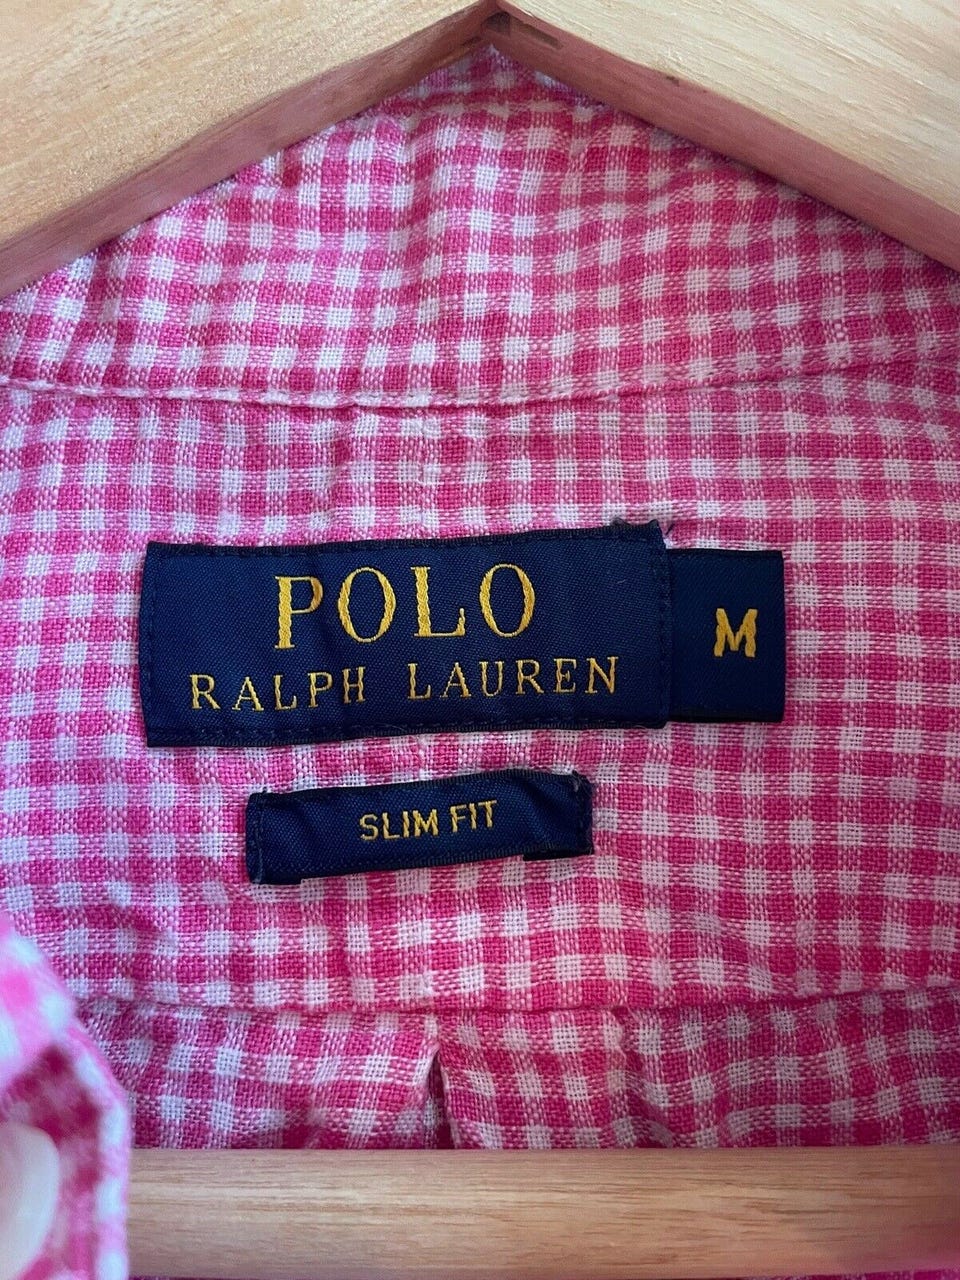 POLO
RALPH LAUREN
M
SLIM FIT